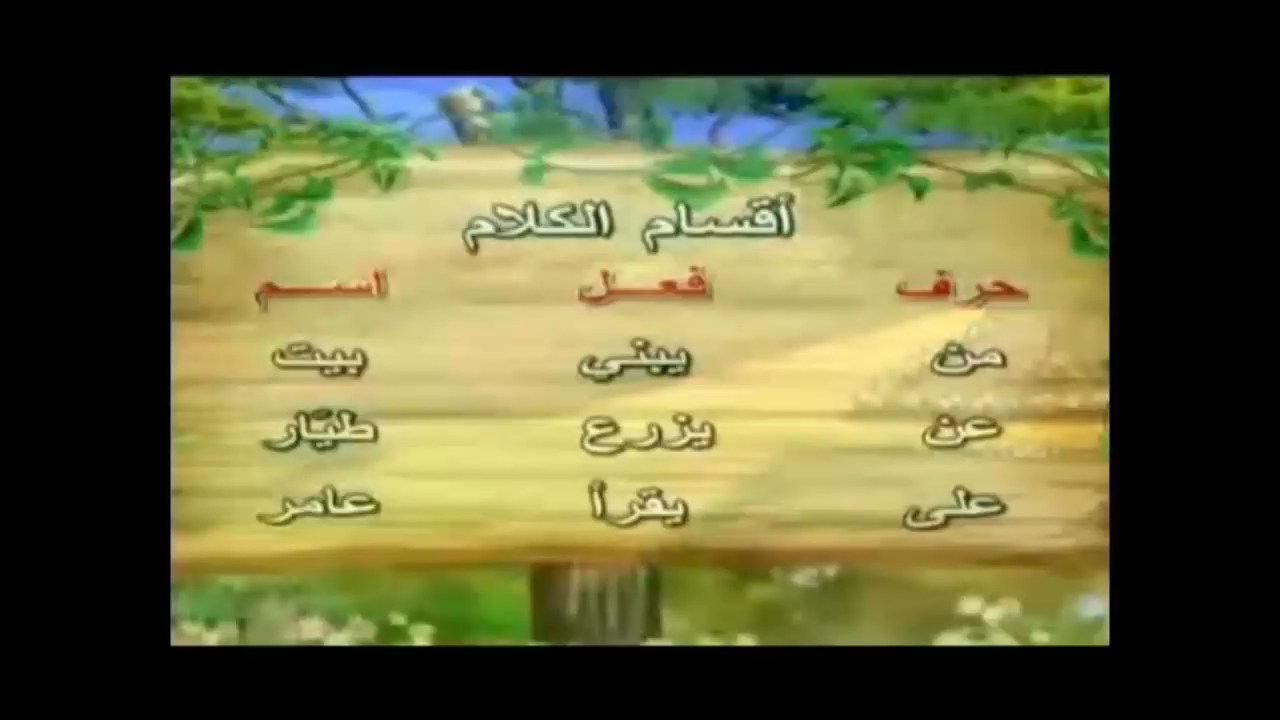 أقسام الكلام
حرف فعل اسم
من يبني بيت
عن يزرع طيّار
على يقرأ عامر